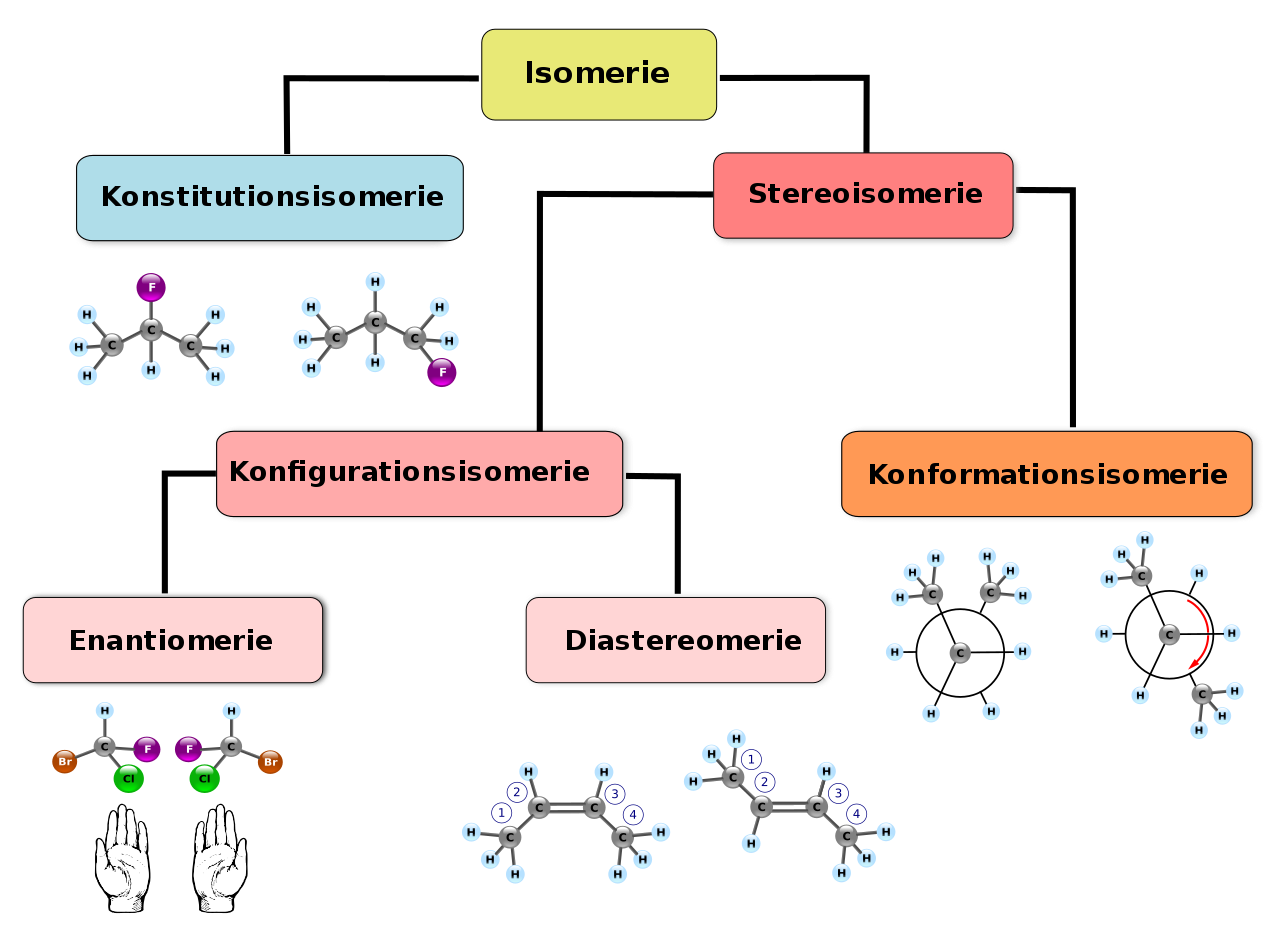 Isomerie
Konstitutionsisomerie
Stereoisomerie
F
H H
C
H C C H
H H H
H
H H
C
H C C H
H H F
Konfigurationsisomerie
Konformationsisomerie
H H
H H
H C C H
H C H
H H
H
H H
H C
H C H
H C H
H H
Enantiomerie
Diastereomerie
H
C F
Br
Cl
H
F C
Br
Cl
H H
2 3
C C
1 4
H C C H
H H
H H
H
H 1 H
H C 2 3
C C 4
H C H
H H